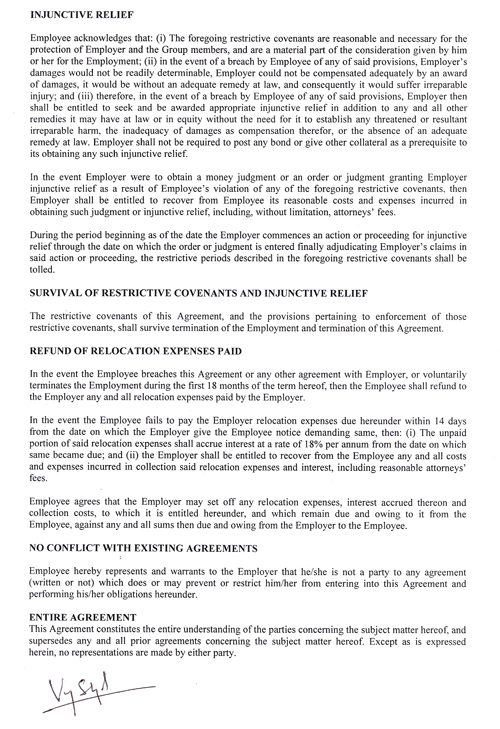 INJUNCTIVE RELIEF
Employee acknowledges that: (i) The foregoing restrictive covenants are reasonable and necessary for the
protection of Employer and the Group members, and are a material part of the consideration given by him
or her for the Employment; (ii) in the event of a breach by Employee of any of said provisions, Employer's
damages would not be readily determinable, Employer could not be compensated adequately by an award
of damages, it would be without an adequate remedy at law, and consequently it would suffer irreparable
injury; and (iii) therefore, in the event of a breach by Employee of any of said provisions, Employer then
shall be entitled to seek and be awarded appropriate injunctive relief in addition to any and all other
remedies it may have at law or in equity without the need for it to establish any threatened or resultant
irreparable harm, the inadequacy of damages as compensation therefor, or the absence of an adequate
remedy at law. Employer shall not be required to post any bond or give other collateral as a prerequisite to
its obtaining any such injunctive relief.
In the event Employer were to obtain a money judgment or an order or judgment granting Employer
injunctive relief as a result of Employee's violation of any of the foregoing restrictive covenants, then
Employer shall be entitled to recover from Employee its reasonable costs and expenses incurred in
obtaining such judgment or injunctive relief, including, without limitation, attorneys' fees.
During the period beginning as of the date the Employer commences an action or proceeding for injunctive
relief through the date on which the order or judgment is entered finally adjudicating Employer's claims in
said action or proceeding, the restrictive periods described in the foregoing restrictive covenants shall be
tolled.
SURVIVAL OF RESTRICTIVE COVENANTS AND INJUNCTIVE RELIEF
The restrictive covenants of this Agreement, and the provisions pertaining to enforcement of those
restrictive covenants, shall survive termination of the Employment and termination of this Agreement.
REFUND OF RELOCATION EXPENSES PAID
In the event the Employee breaches this Agreement or any other agreement with Employer, or voluntarily
terminates the Employment during the first 18 months of the term hereof, then the Employee shall refund to
the Employer any and all relocation expenses paid by the Employer.
In the event the Employee fails to pay the Employer relocation expenses due hereunder within 14 days
from the date on which the Employer give the Employee notice demanding same, then: (i) The unpaid
portion of said relocation expenses shall accrue interest at a rate of 18% per annum from the date on which
same became due; and (ii) the Employer shall be entitled to recover from the Employee any and all costs
and expenses incurred in collection said relocation expenses and interest, including reasonable attorneys'
fees.
Employee agrees that the Employer may set off any relocation expenses, interest accrued thereon and
collection costs, to which it is entitled hereunder, and which remain due and owing to it from the
Employee, against any and all sums then due and owing from the Employer to the Employee.
NO CONFLICT WITH EXISTING AGREEMENTS
Employee hereby represents and warrants to the Employer that he/she is not a party to any agreement
(written or not) which does or may prevent or restrict him/her from entering into this Agreement and
performing his/her obligations hereunder.
ENTIRE AGREEMENT
This Agreement constitutes the entire understanding of the parties concerning the subject matter hereof, and
supersedes any and all prior agreements concerning the subject matter hereof. Except as is expressed
herein, no representations are made by either party.